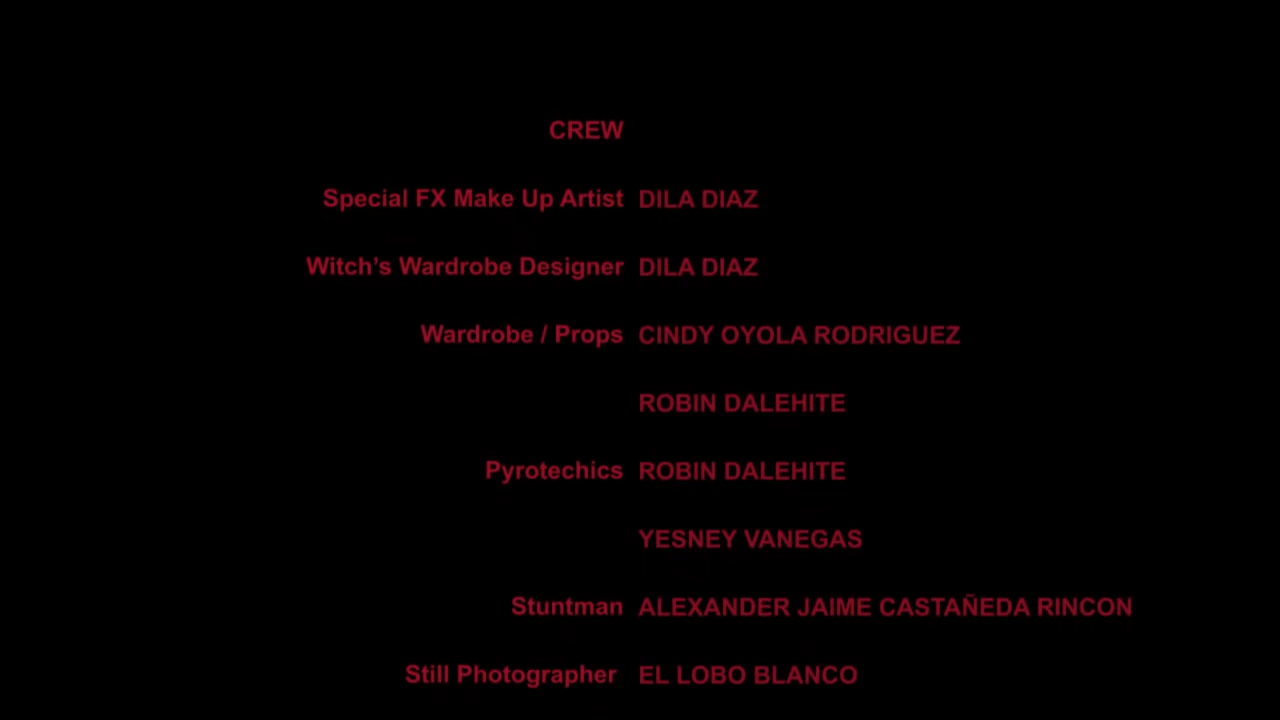 CREW
Special FX Make Up Artist DILA DIAZ
Witch’s Wardrobe Designer DILA DIAZ
Wardrobe / Props CINDY OYOLA RODRIGUEZ
ROBIN DALEHITE
Pyrotechics ROBIN DALEHITE
YESNEY VANEGAS
Stuntman ALEXANDER JAIME CASTAÑEDA RINCON
Still Photographer EL LOBO BLANCO